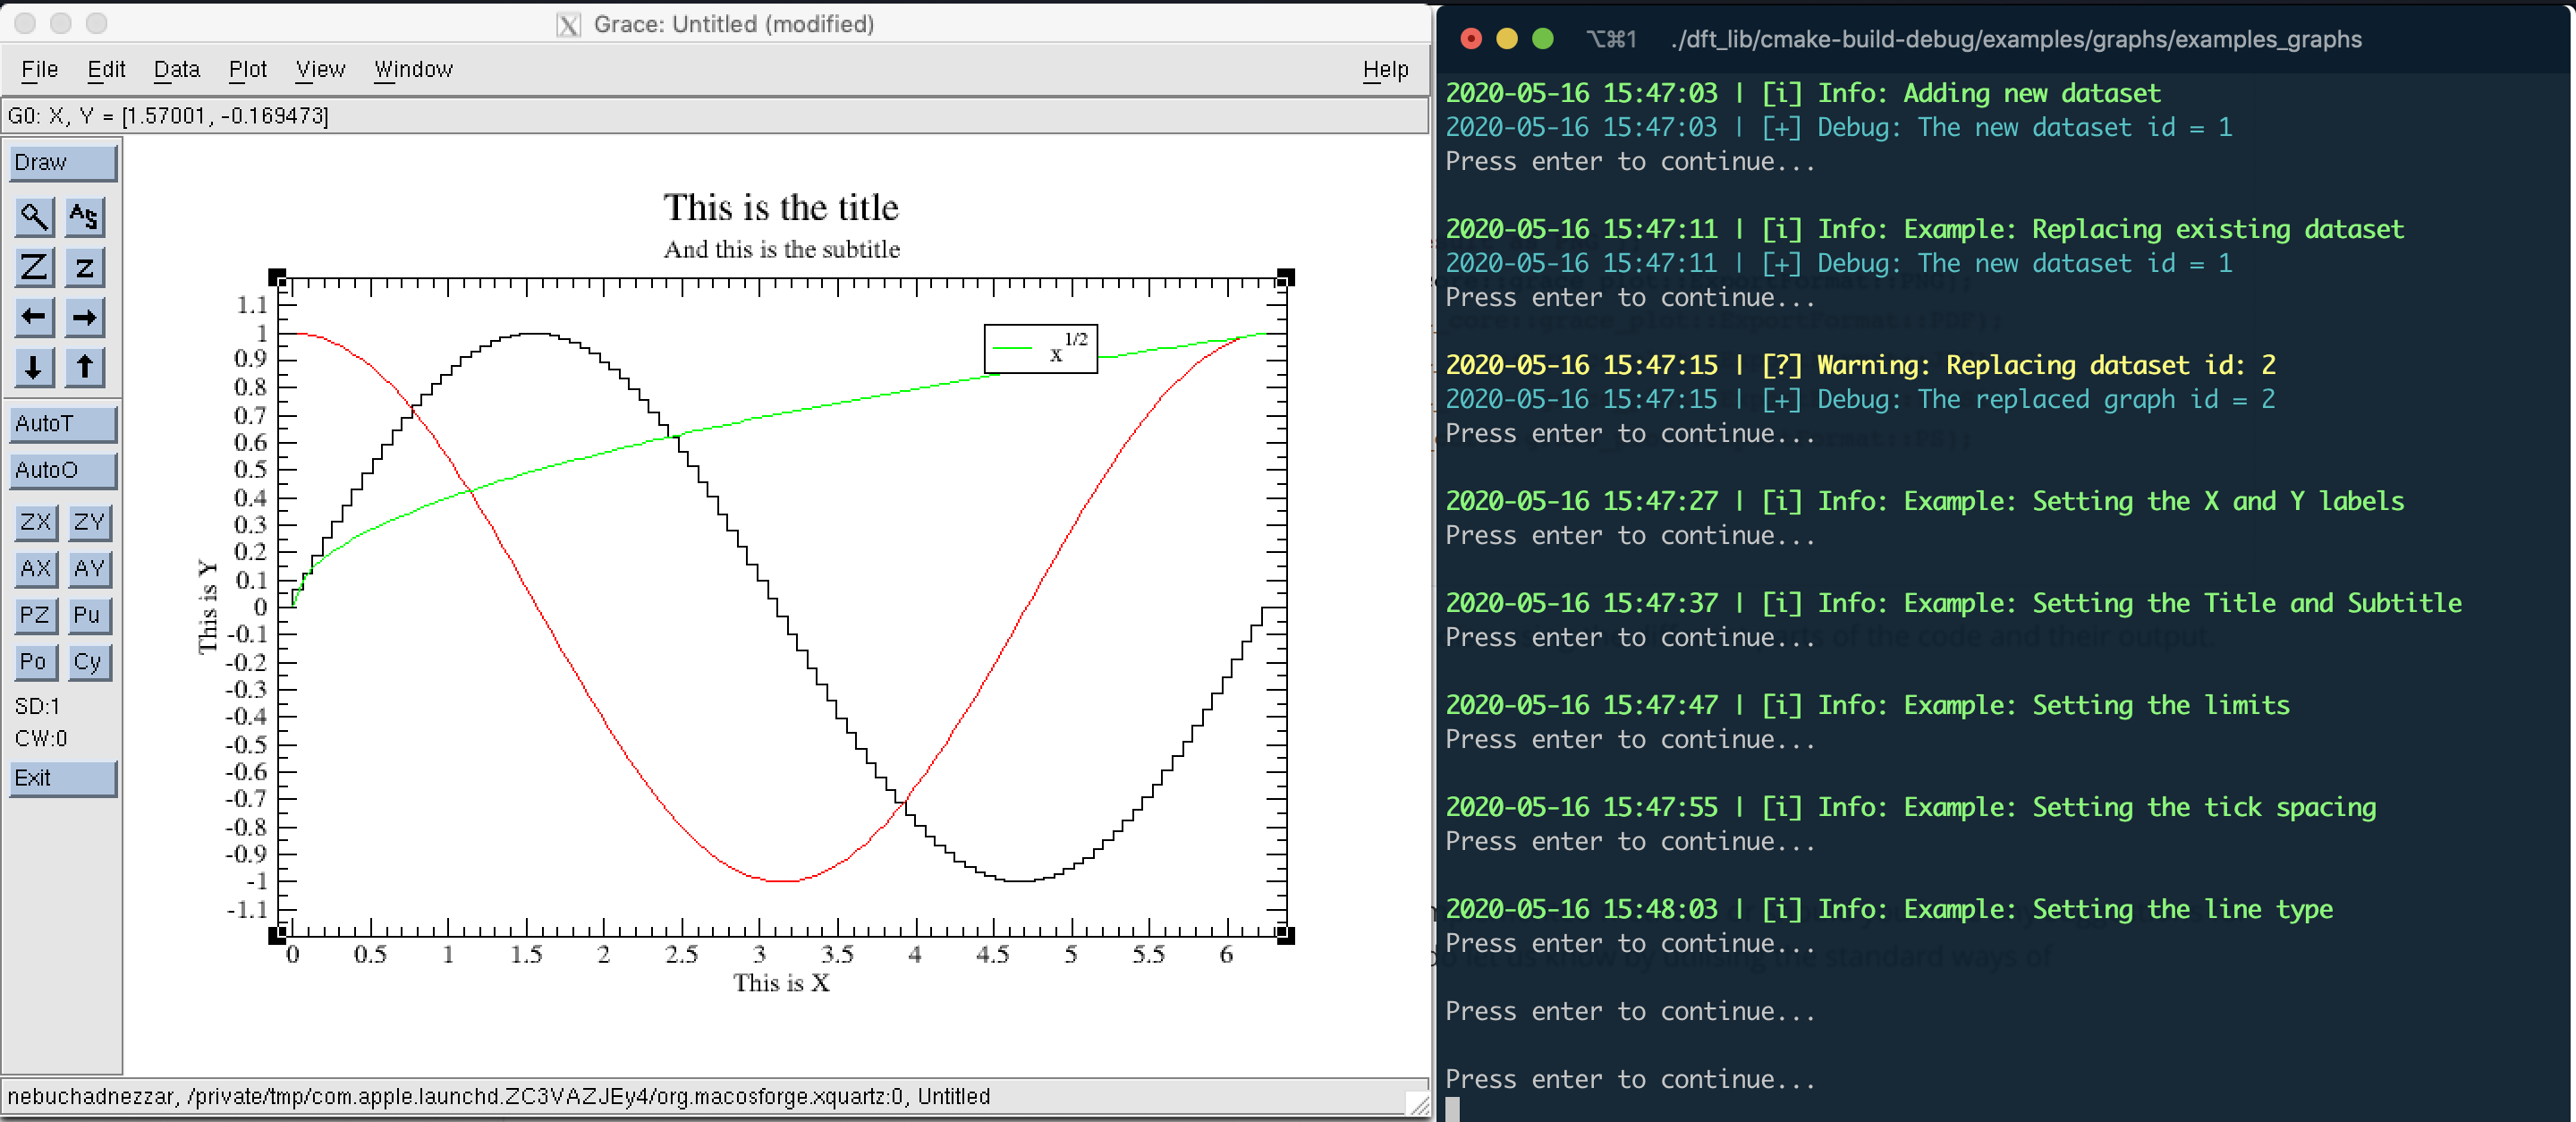 Grace: Untitled (modified)
File Edit Data Plot View Window Help
G0: X, Y = [1.57001, -0.169473]
Draw
AS
Z z
AutoT
AutoO
ZX ZY
AX AY
PZ Pu
Po Cy
SD:1
CW:0
Exit
This is the title
And this is the subtitle
1.1
1
0.9
0.8
0.7
0.6
0.5
0.4
0.3
0.2
0.1
0
-0.1
-0.2
-0.3
-0.4
-0.5
-0.6
-0.7
-0.8
-0.9
-1
-1.1
This is Y
x^1/2
0 0.5 1 1.5 2 2.5 3 3.5 4 4.5 5 5.5 6
This is X
nebuchadnezzar, /private/tmp/com.apple.launchd.ZC3VAZJEy4/org.macosforge.xquartz:0, Untitled
⌥⌘1 ./dft_lib/cmake-build-debug/examples/graphs/examples_graphs
2020-05-16 15:47:03 | [i] Info: Adding new dataset
2020-05-16 15:47:03 | [+] Debug: The new dataset id = 1
Press enter to continue...
2020-05-16 15:47:11 | [i] Info: Example: Replacing existing dataset
2020-05-16 15:47:11 | [+] Debug: The new dataset id = 1
Press enter to continue...
2020-05-16 15:47:15 | [?] Warning: Replacing dataset id: 2
2020-05-16 15:47:15 | [+] Debug: The replaced graph id = 2
Press enter to continue...
2020-05-16 15:47:27 | [i] Info: Example: Setting the X and Y labels
Press enter to continue...
2020-05-16 15:47:37 | [i] Info: Example: Setting the Title and Subtitle
Press enter to continue...
2020-05-16 15:47:47 | [i] Info: Example: Setting the limits
Press enter to continue...
2020-05-16 15:47:55 | [i] Info: Example: Setting the tick spacing
Press enter to continue...
2020-05-16 15:48:03 | [i] Info: Example: Setting the line type
Press enter to continue...
Press enter to continue...
Press enter to continue...